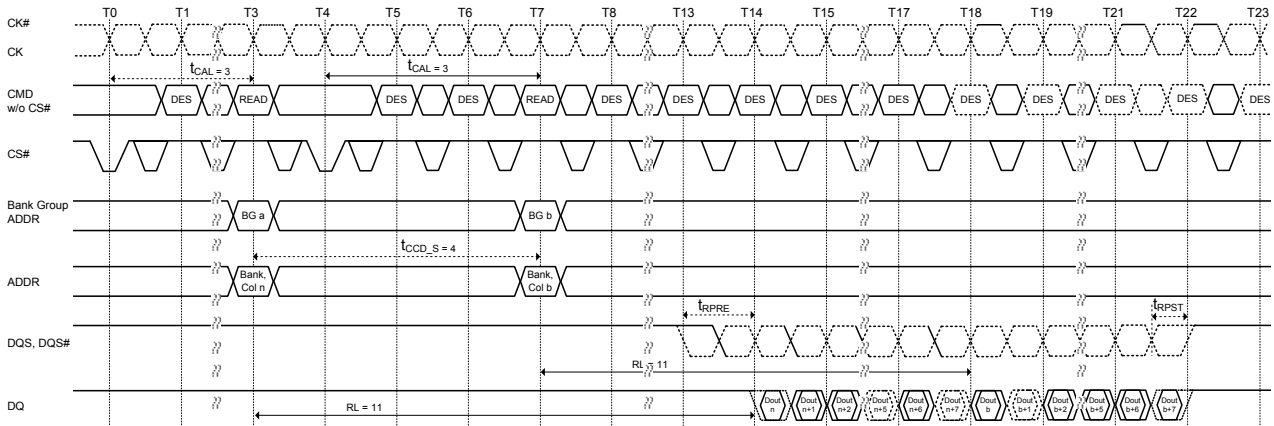 T0 T1 T3 T4 T5 T6 T7 T8 T13 T14 T15 T17 T18 T19 T21 T22 T23
CK#
CK
tCAL = 3 tCAL = 3
CMD
w/o CS#
DES READ DES DES READ DES DES DES DES DES DES DES DES DES DES
CS#
Bank Group
ADDR
BG a BG b
tCCD_S = 4
ADDR
Bank,
Col n
Bank,
Col b
tRPRE tRPST
DQS, DQS#
RL = 11
DQ
RL = 11
Dout
n
Dout
n+1
Dout
n+2
Dout
n+5
Dout
n+6
Dout
n+7
Dout
b
Dout
b+1
Dout
b+2
Dout
b+5
Dout
b+6
Dout
b+7